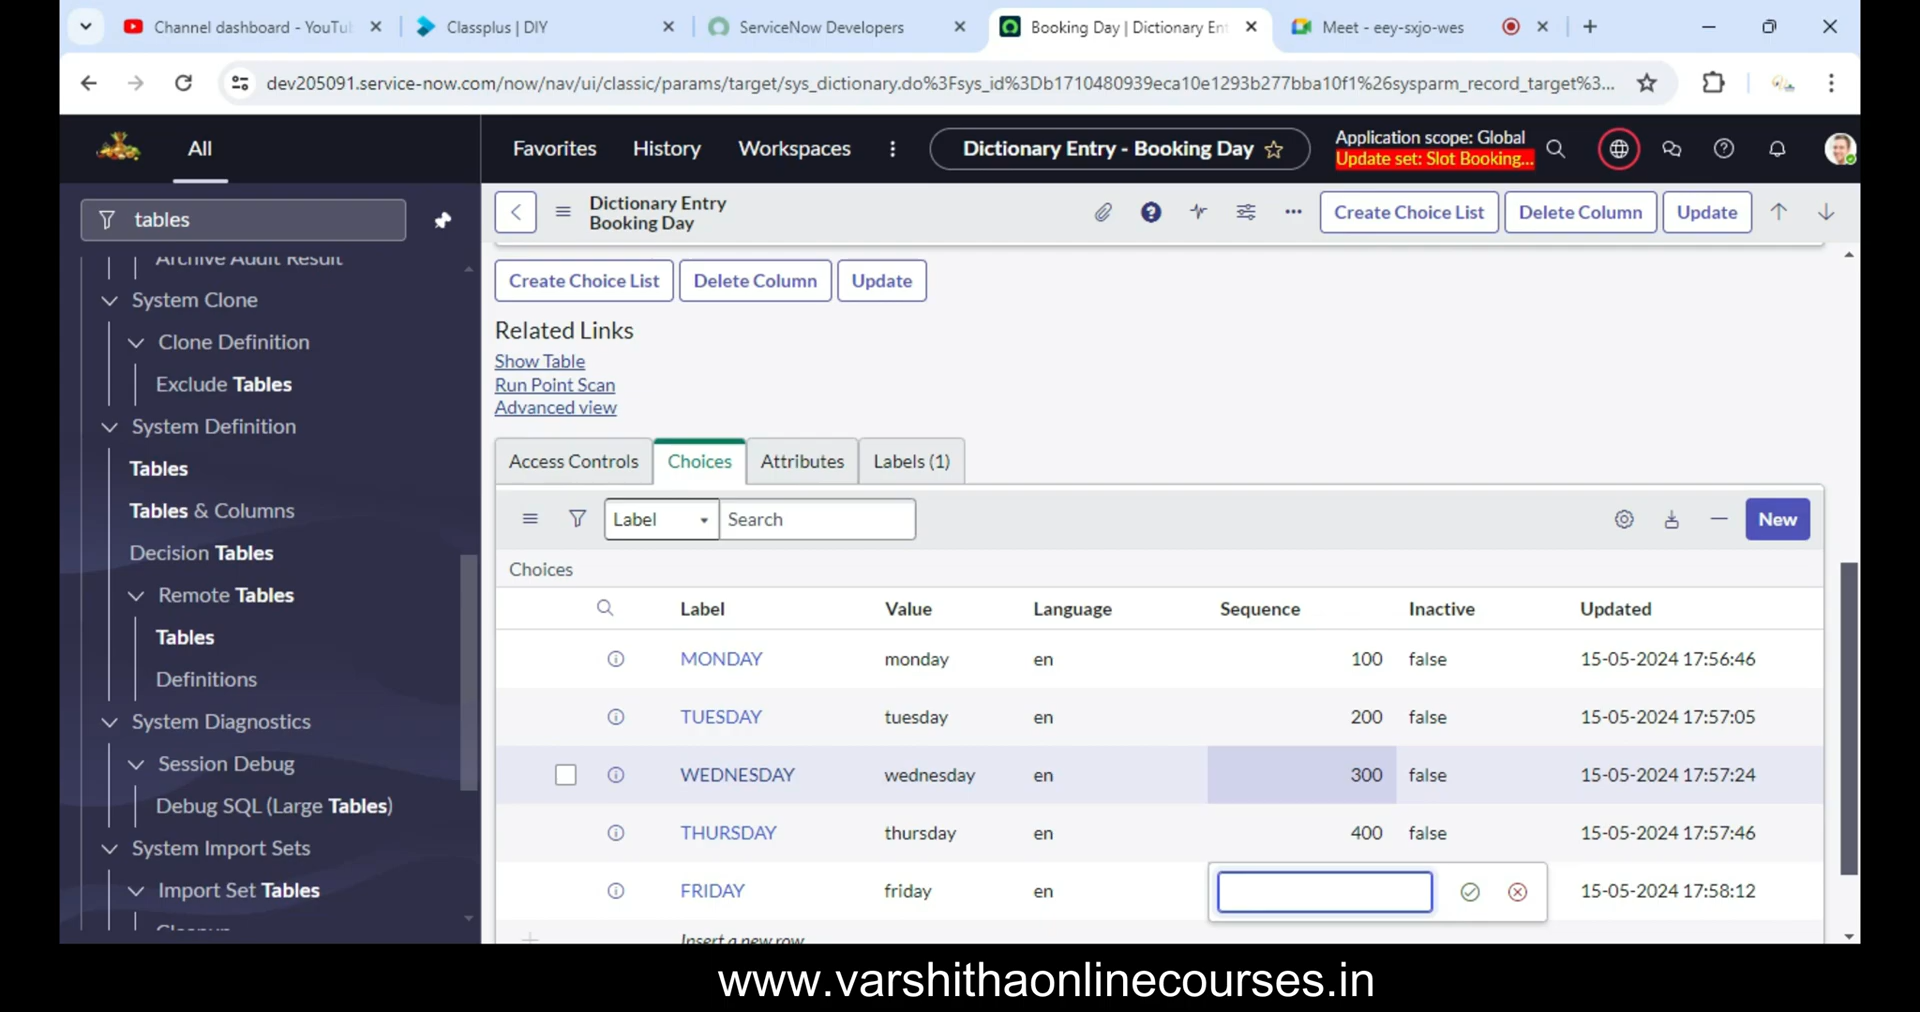 Channel dashboard - YouTu
Classplus | DIY
ServiceNow Developers
Booking Day | Dictionary Ent
Meet - eey-sxjo-wes
dev205091.service-now.com/now/nav/ui/classic/params/target/sys_dictionary.do%3Fsys_id%3Db1710480939eca10e1293b277bba10f1%26sysparm_record_target%3...
All
Favorites
History
Workspaces
Dictionary Entry - Booking Day
Application scope: Global
Update set: Slot Booking...
tables
Dictionary Entry
Booking Day
Create Choice List
Delete Column
Update
Archive Audit Result
System Clone
Clone Definition
Exclude Tables
System Definition
Tables
Tables & Columns
Decision Tables
Remote Tables
Tables
Definitions
System Diagnostics
Session Debug
Debug SQL (Large Tables)
System Import Sets
Import Set Tables
Cleanup
Create Choice List
Delete Column
Update
Related Links
Show Table
Run Point Scan
Advanced view
Access Controls
Choices
Attributes
Labels (1)
Label
Search
New
Choices
Label Value Language Sequence Inactive Updated
MONDAY monday en 100 false 15-05-2024 17:56:46
TUESDAY tuesday en 200 false 15-05-2024 17:57:05
WEDNESDAY wednesday en 300 false 15-05-2024 17:57:24
THURSDAY thursday en 400 false 15-05-2024 17:57:46
FRIDAY friday en 15-05-2024 17:58:12
Insert a new row...
www.varshithaonlinecourses.in